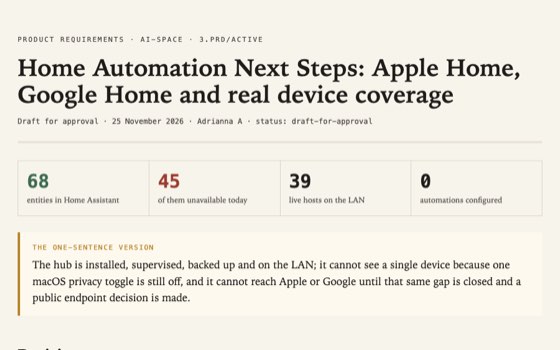 PRODUCT REQUIREMENTS · AI-SPACE · 3.PRD/ACTIVE
Home Automation Next Steps: Apple Home,
Google Home and real device coverage
Draft for approval · 25 November 2026 · Adrianna A · status: draft-for-approval
68
entities in Home Assistant
45
of them unavailable today
39
live hosts on the LAN
0
automations configured
THE ONE-SENTENCE VERSION
The hub is installed, supervised, backed up and on the LAN; it cannot see a single device because one
macOS privacy toggle is still off, and it cannot reach Apple or Google until that same gap is closed and a
public endpoint decision is made.